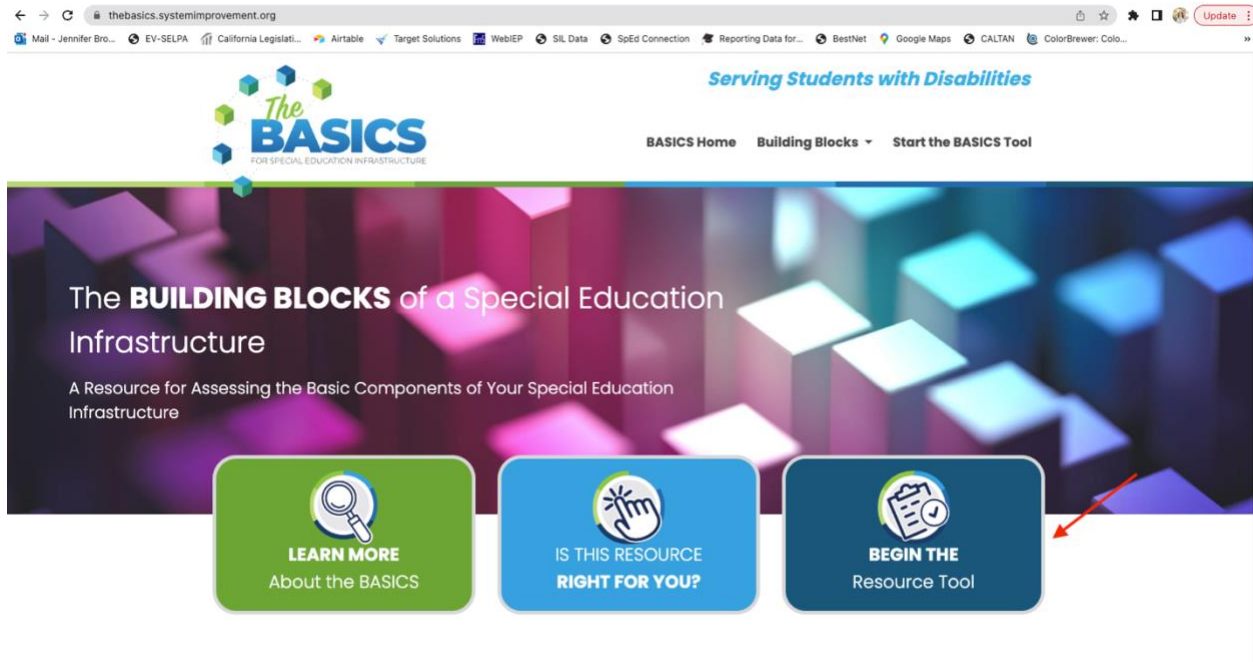 thebasics.systemimprovement.org
Update
Mail - Jennifer Bro... EV-SELPA California Legislati... Airtable Target Solutions WebIEP SIL Data SpEd Connection Reporting Data for... BestNet Google Maps CALTAN ColorBrewer: Colo... »
Serving Students with Disabilities
The
BASICS
FOR SPECIAL EDUCATION INFRASTRUCTURE
BASICS Home Building Blocks Start the BASICS Tool
The BUILDING BLOCKS of a Special Education
Infrastructure
A Resource for Assessing the Basic Components of Your Special Education
Infrastructure
LEARN MORE
About the BASICS
IS THIS RESOURCE
RIGHT FOR YOU?
BEGIN THE
Resource Tool